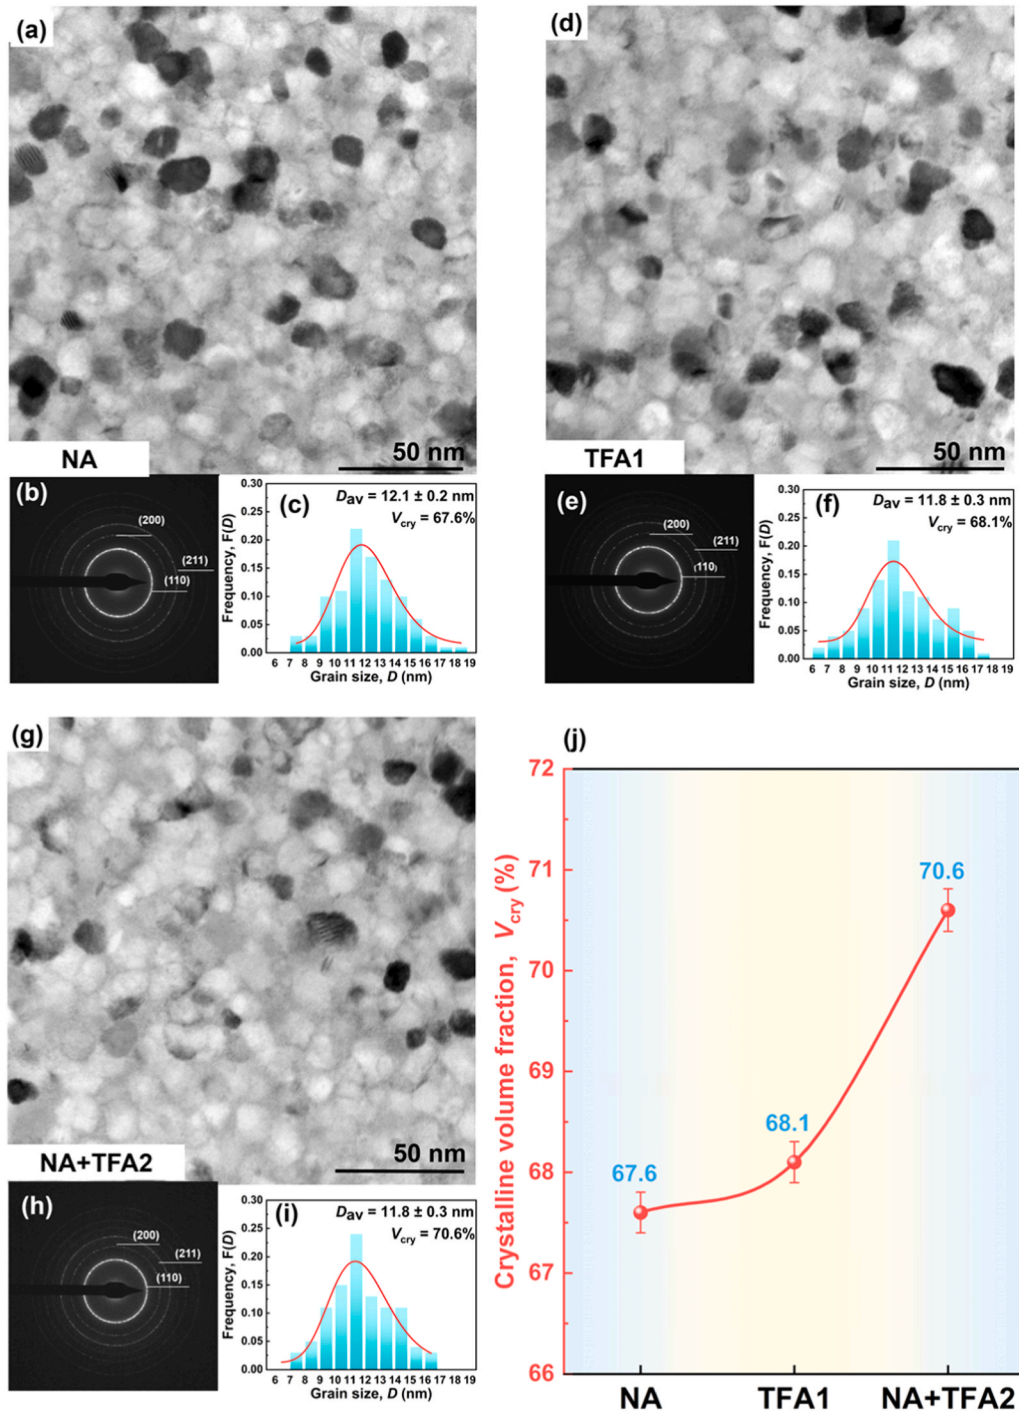 (a)
NA
50 nm
(b)
(200)
(211)
(110)
(c)
Dav = 12.1 ± 0.2 nm
Vcry = 67.6%
Frequency, F(D)
0.30
0.25
0.20
0.15
0.10
0.05
0.00
6 7 8 9 10 11 12 13 14 15 16 17 18 19
Grain size, D (nm)
(d)
TFA1
50 nm
(e)
(200)
(211)
(110)
(f)
Dav = 11.8 ± 0.3 nm
Vcry = 68.1%
Frequency, F(D)
0.30
0.25
0.20
0.15
0.10
0.05
0.00
6 7 8 9 10 11 12 13 14 15 16 17 18 19
Grain size, D (nm)
(g)
NA+TFA2
50 nm
(h)
(200)
(211)
(110)
(i)
Dav = 11.8 ± 0.3 nm
Vcry = 70.6%
Frequency, F(D)
0.30
0.25
0.20
0.15
0.10
0.05
0.00
6 7 8 9 10 11 12 13 14 15 16 17 18 19
Grain size, D (nm)
(j)
Crystalline volume fraction, Vcry (%)
72
71
70
69
68
67
66
67.6
68.1
70.6
NA TFA1 NA+TFA2